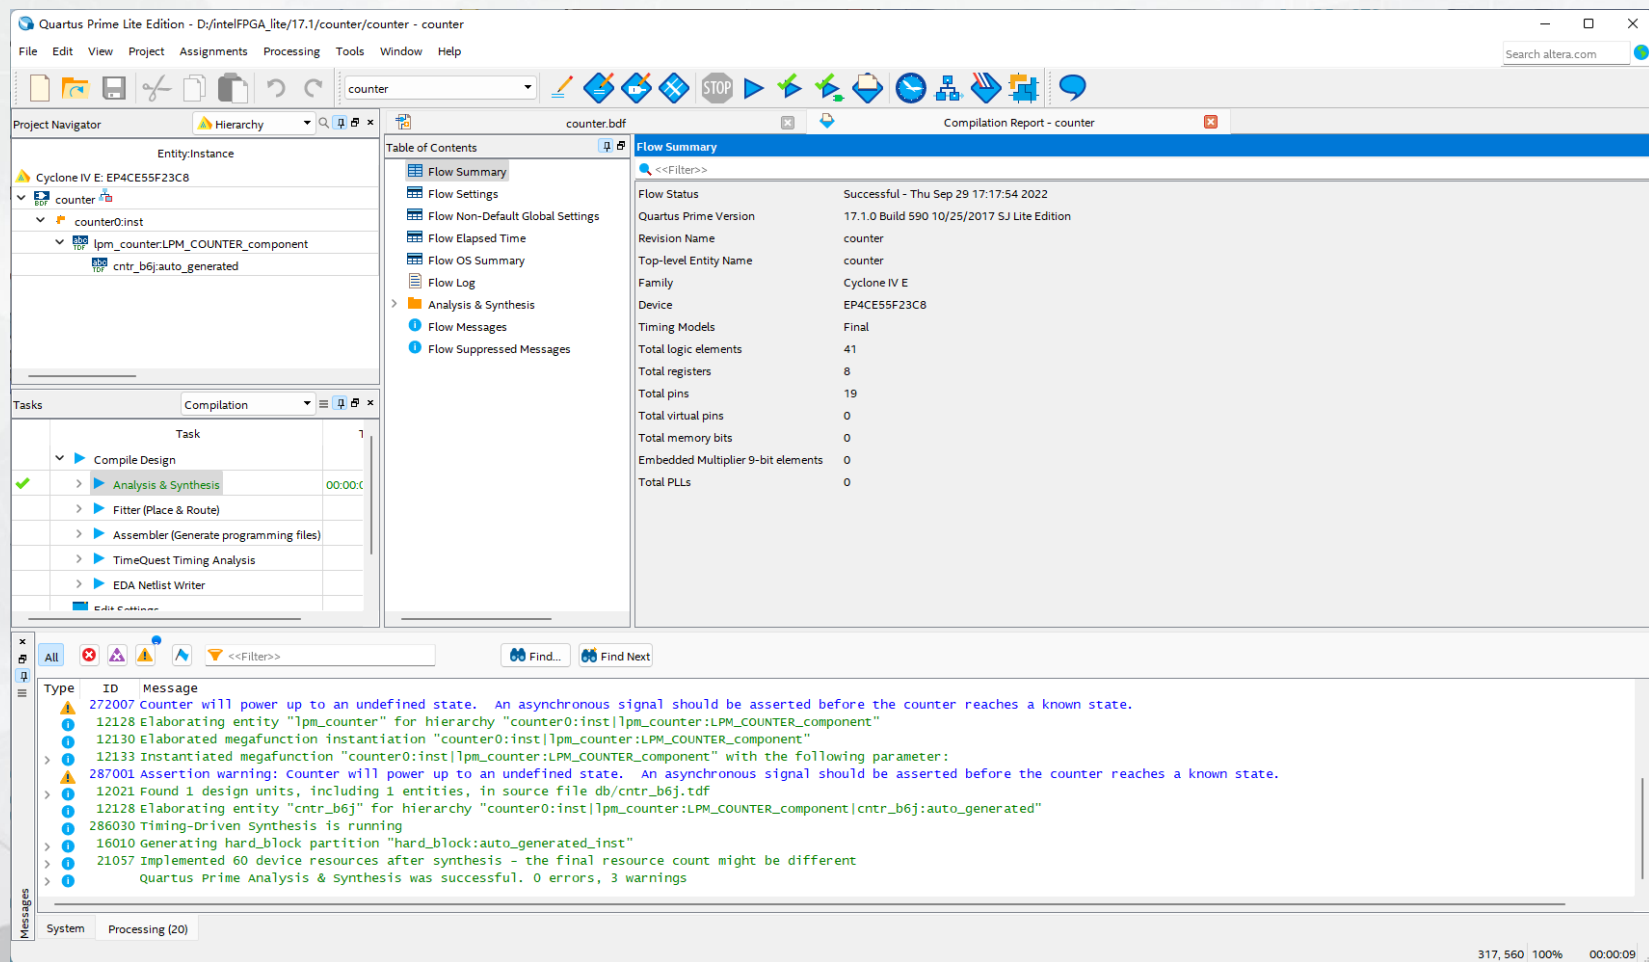 Quartus Prime Lite Edition - D:/intelFPGA_lite/17.1/counter/counter - counter
File Edit View Project Assignments Processing Tools Window Help
Search altera.com
counter
STOP
Project Navigator
Hierarchy
Entity:Instance
Cyclone IV E: EP4CE55F23C8
counter
counter0:inst
lpm_counter:LPM_COUNTER_component
cntr_b6j:auto_generated
Tasks
Compilation
Task
Compile Design
Analysis & Synthesis 00:00:0
Fitter (Place & Route)
Assembler (Generate programming files)
TimeQuest Timing Analysis
EDA Netlist Writer
Edit Settings
counter.bdf
Compilation Report - counter
Table of Contents
Flow Summary
Flow Settings
Flow Non-Default Global Settings
Flow Elapsed Time
Flow OS Summary
Flow Log
Analysis & Synthesis
Flow Messages
Flow Suppressed Messages
Flow Summary
<<Filter>>
Flow Status Successful - Thu Sep 29 17:17:54 2022
Quartus Prime Version 17.1.0 Build 590 10/25/2017 SJ Lite Edition
Revision Name counter
Top-level Entity Name counter
Family Cyclone IV E
Device EP4CE55F23C8
Timing Models Final
Total logic elements 41
Total registers 8
Total pins 19
Total virtual pins 0
Total memory bits 0
Embedded Multiplier 9-bit elements 0
Total PLLs 0
All
<<Filter>>
Find...
Find Next
Type ID Message
272007 Counter will power up to an undefined state.  An asynchronous signal should be asserted before the counter reaches a known state.
12128 Elaborating entity "lpm_counter" for hierarchy "counter0:inst|lpm_counter:LPM_COUNTER_component"
12130 Elaborated megafunction instantiation "counter0:inst|lpm_counter:LPM_COUNTER_component"
12133 Instantiated megafunction "counter0:inst|lpm_counter:LPM_COUNTER_component" with the following parameter:
287001 Assertion warning: Counter will power up to an undefined state.  An asynchronous signal should be asserted before the counter reaches a known state.
12021 Found 1 design units, including 1 entities, in source file db/cntr_b6j.tdf
12128 Elaborating entity "cntr_b6j" for hierarchy "counter0:inst|lpm_counter:LPM_COUNTER_component|cntr_b6j:auto_generated"
286030 Timing-Driven Synthesis is running
16010 Generating hard_block partition "hard_block:auto_generated_inst"
21057 Implemented 60 device resources after synthesis - the final resource count might be different
Quartus Prime Analysis & Synthesis was successful. 0 errors, 3 warnings
Messages
System
Processing (20)
317, 560 100% 00:00:09